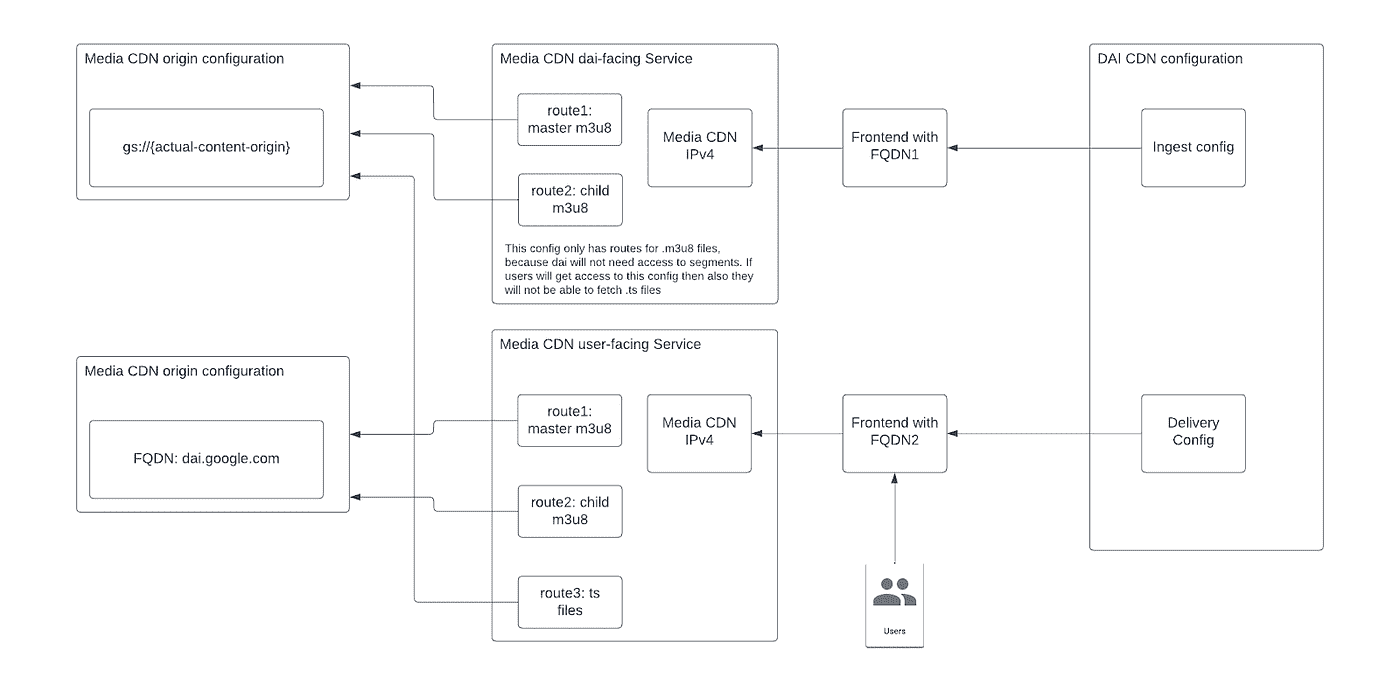 Media CDN origin configuration
gs://{actual-content-origin}
Media CDN dai-facing Service
route1:
master m3u8
route2: child
m3u8
Media CDN
IPv4
This config only has routes for .m3u8 files,
because dai will not need access to segments. If
users will get access to this config then also they
will not be able to fetch .ts files
Frontend with
FQDN1
DAI CDN configuration
Ingest config
Media CDN origin configuration
FQDN: dai.google.com
Media CDN user-facing Service
route1:
master m3u8
route2: child
m3u8
route3: ts
files
Media CDN
IPv4
Frontend with
FQDN2
Delivery
Config
Users